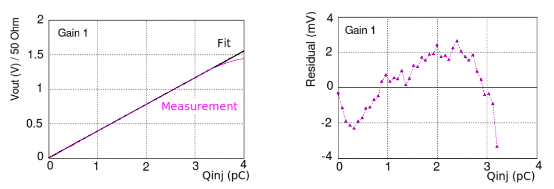 2
Gain 1
Fit
1.5
1
Measurement
0.5
0
0
1
2
3
4
Vout (V) / 50 Ohm
Qinj (pC)
4
Gain 1
2
0
-2
-4
0
1
2
3
4
Residual (mV)
Qinj (pC)